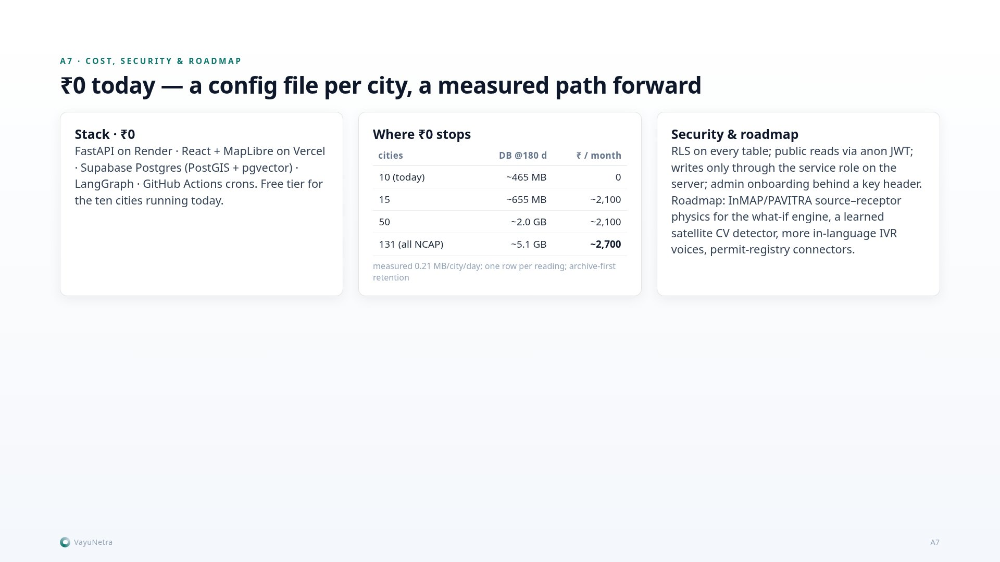 A7 · COST, SECURITY & ROADMAP
₹0 today — a config file per city, a measured path forward
Stack · ₹0
FastAPI on Render · React + MapLibre on Vercel
· Supabase Postgres (PostGIS + pgvector) ·
LangGraph · GitHub Actions crons. Free tier for
the ten cities running today.
Where ₹0 stops
cities DB @180 d ₹ / month
10 (today) ~465 MB 0
15 ~655 MB ~2,100
50 ~2.0 GB ~2,100
131 (all NCAP) ~5.1 GB ~2,700
measured 0.21 MB/city/day; one row per reading; archive-first
retention
Security & roadmap
RLS on every table; public reads via anon JWT;
writes only through the service role on the
server; admin onboarding behind a key header.
Roadmap: InMAP/PAVITRA source–receptor
physics for the what-if engine, a learned
satellite CV detector, more in-language IVR
voices, permit-registry connectors.
VayuNetra
A7